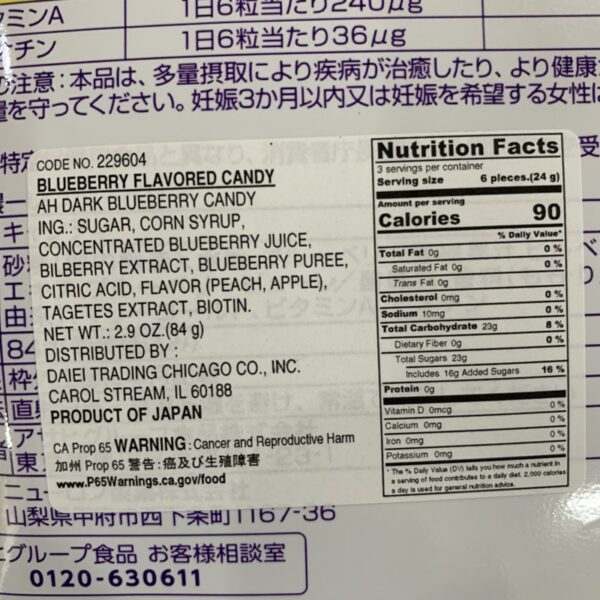 タミンA 1日6粒当たり240μg
チン 1日6粒当たり36μg
注意：本品は、多量摂取により疾病が治癒したり、より健康
量を守ってください。妊娠3か月以内又は妊娠を希望する女性は
特定
CODE NO. 229604
BLUEBERRY FLAVORED CANDY
AH DARK BLUEBERRY CANDY
ING.: SUGAR, CORN SYRUP,
CONCENTRATED BLUEBERRY JUICE,
BILBERRY EXTRACT, BLUEBERRY PUREE,
CITRIC ACID, FLAVOR (PEACH, APPLE),
TAGETES EXTRACT, BIOTIN.
NET WT.: 2.9 OZ.(84 g)
DISTRIBUTED BY :
DAIEI TRADING CHICAGO CO., INC.
CAROL STREAM, IL 60188
PRODUCT OF JAPAN
CA Prop 65 WARNING : Cancer and Reproductive Harm
加州 Prop 65 警告 : 癌及び生殖障害
www.P65Warnings.ca.gov/food
Nutrition Facts
3 servings per container
Serving size 6 pieces.(24 g)
Amount per serving
Calories 90
% Daily Value*
Total Fat 0g 0 %
Saturated Fat 0g 0 %
Trans Fat 0g
Cholesterol 0mg 0 %
Sodium 10mg 0 %
Total Carbohydrate 23g 8 %
Dietary Fiber 0g 0 %
Total Sugars 23g
Includes 16g Added Sugars 16 %
Protein 0g
Vitamin D 0mcg 0 %
Calcium 0mg 0 %
Iron 0mg 0 %
Potassium 0mg 0 %
* The % Daily Value (DV) tells you how much a nutrient in
a serving of food contributes to a daily diet. 2,000 calories
a day is used for general nutrition advice.
山梨県甲府市西下条町1167-36
グループ食品 お客様相談室
0120-630611